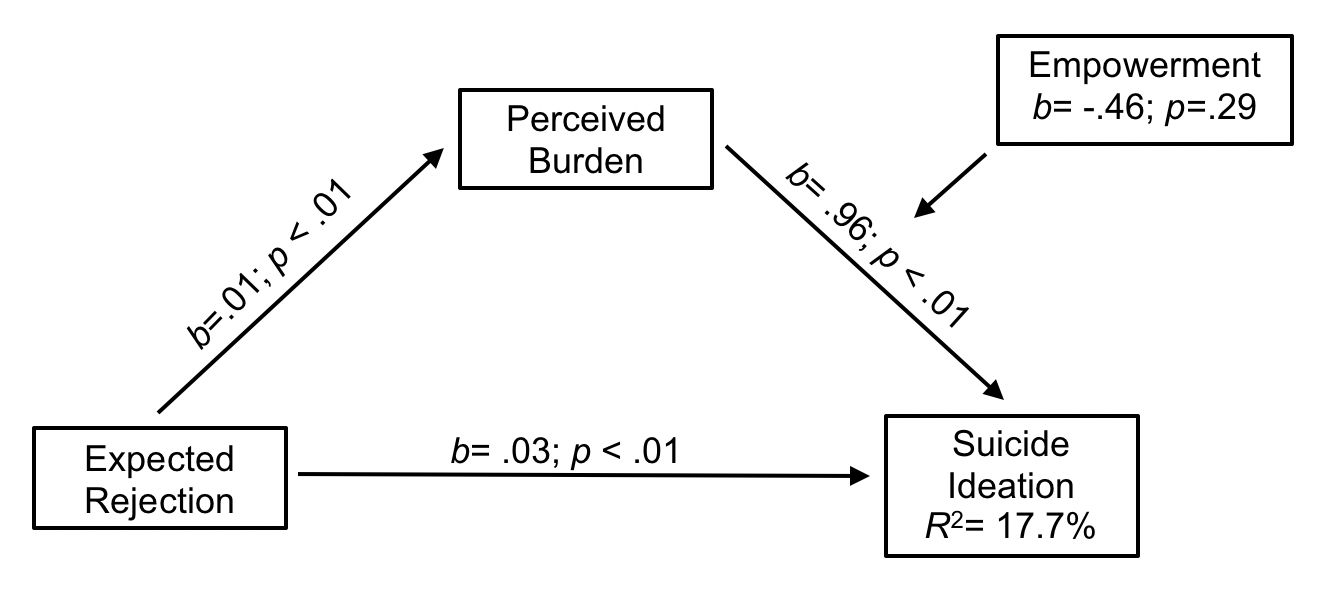 Empowerment
b= -.46; p=.29
Perceived
Burden
b=.01; p < .01
b= .96; p < .01
Expected
Rejection
b= .03; p < .01
Suicide
Ideation
R²= 17.7%